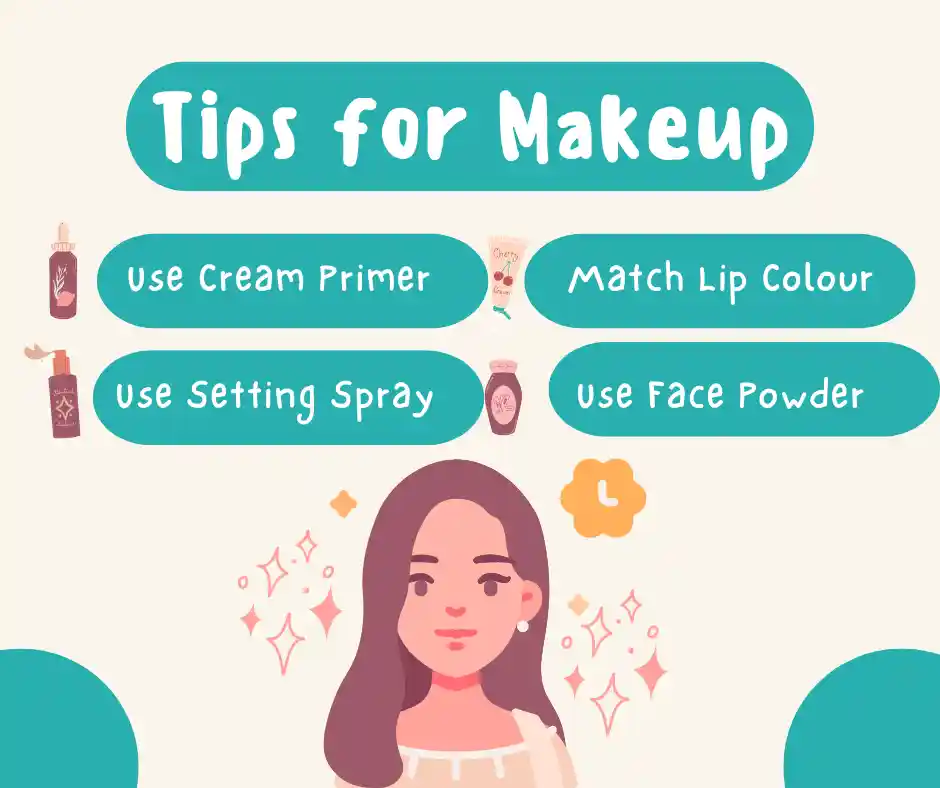 Tips for Makeup
Use Cream Primer
Cherry
Cream
Match Lip Colour
Use Setting Spray
Use Face Powder